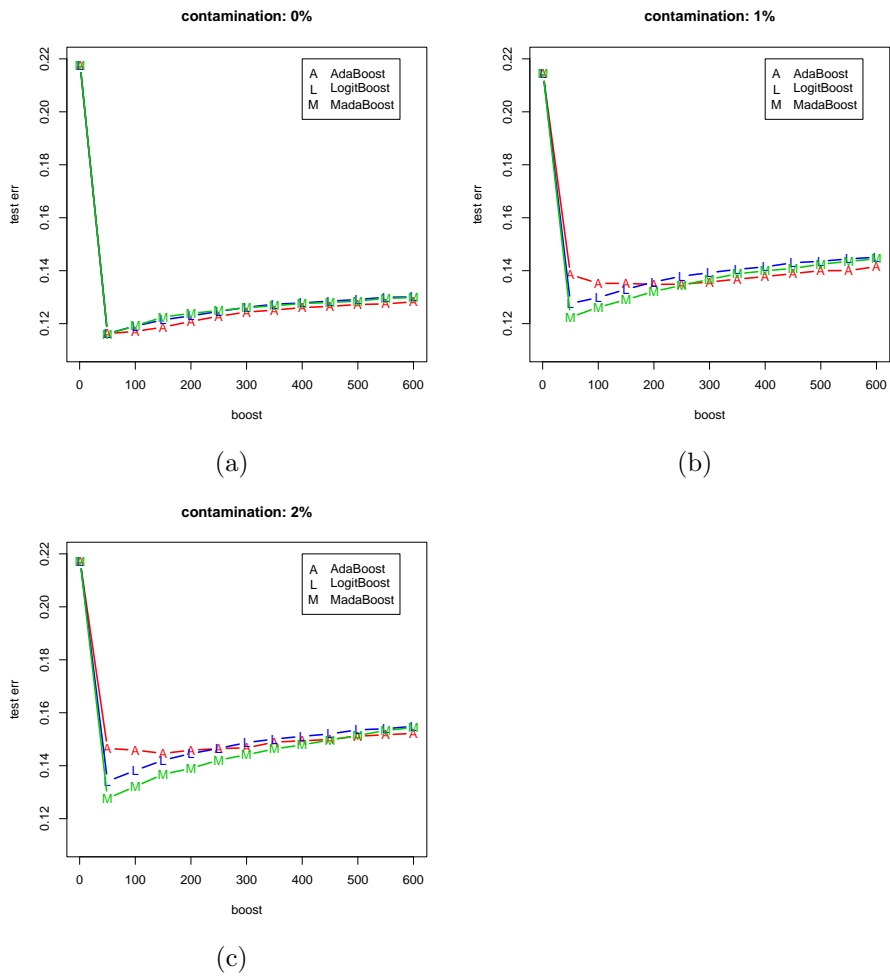 contamination: 0%
test err
0.12 0.14 0.16 0.18 0.20 0.22
A AdaBoost
L LogitBoost
M MadaBoost
0 100 200 300 400 500 600
boost
(a)
contamination: 1%
test err
0.12 0.14 0.16 0.18 0.20 0.22
A AdaBoost
L LogitBoost
M MadaBoost
0 100 200 300 400 500 600
boost
(b)
contamination: 2%
test err
0.12 0.14 0.16 0.18 0.20 0.22
A AdaBoost
L LogitBoost
M MadaBoost
0 100 200 300 400 500 600
boost
(c)